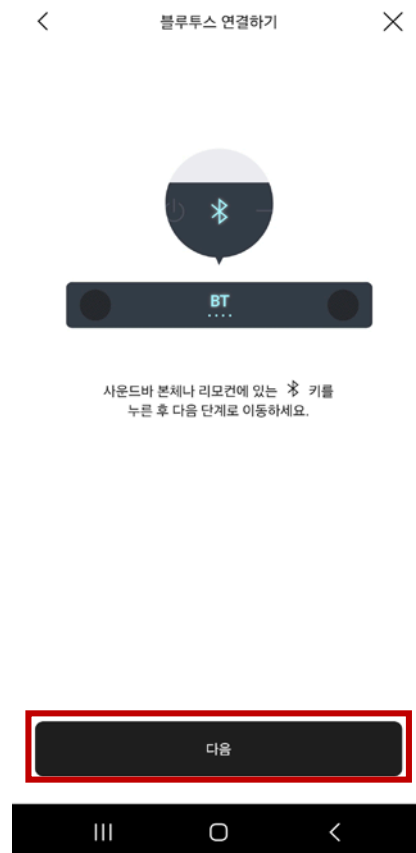 블루투스 연결하기
BT
사운드바 본체나 리모컨에 있는 키를
누른 후 다음 단계로 이동하세요.
다음